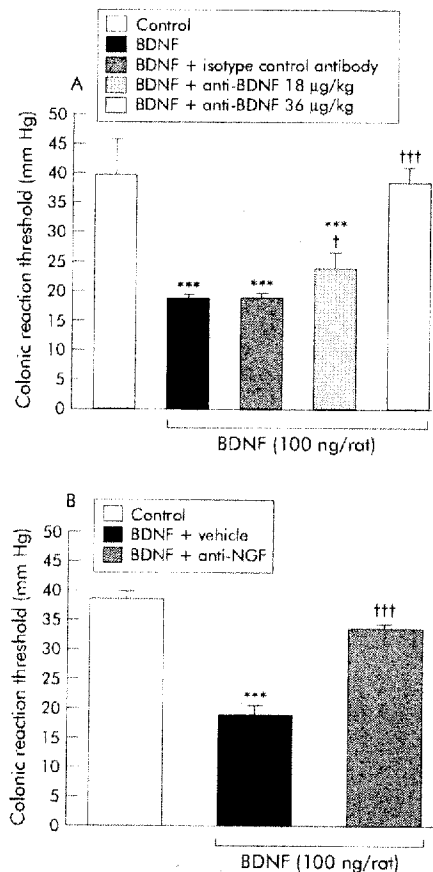 Control
BDNF
BDNF + isotype control antibody
BDNF + anti-BDNF 18 µg/kg
BDNF + anti-BDNF 36 µg/kg
A
Colonic reaction threshold (mm Hg)
50
45
40
35
30
25
20
15
10
5
0
***
***
***
†
†††
BDNF (100 ng/rat)
B
Control
BDNF + vehicle
BDNF + anti-NGF
Colonic reaction threshold (mm Hg)
50
45
40
35
30
25
20
15
10
5
0
***
†††
BDNF (100 ng/rat)